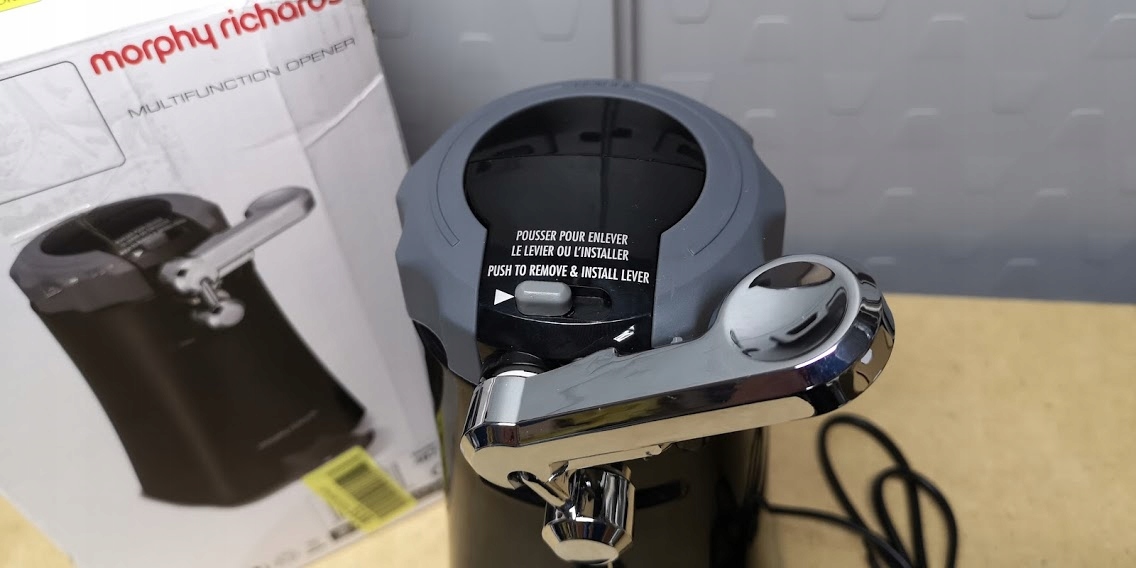 morphy richards
MULTIFUNCTION OPENER
POUSSER POUR ENLEVER
LE LEVIER OU L'INSTALLER
PUSH TO REMOVE & INSTALL LEVER